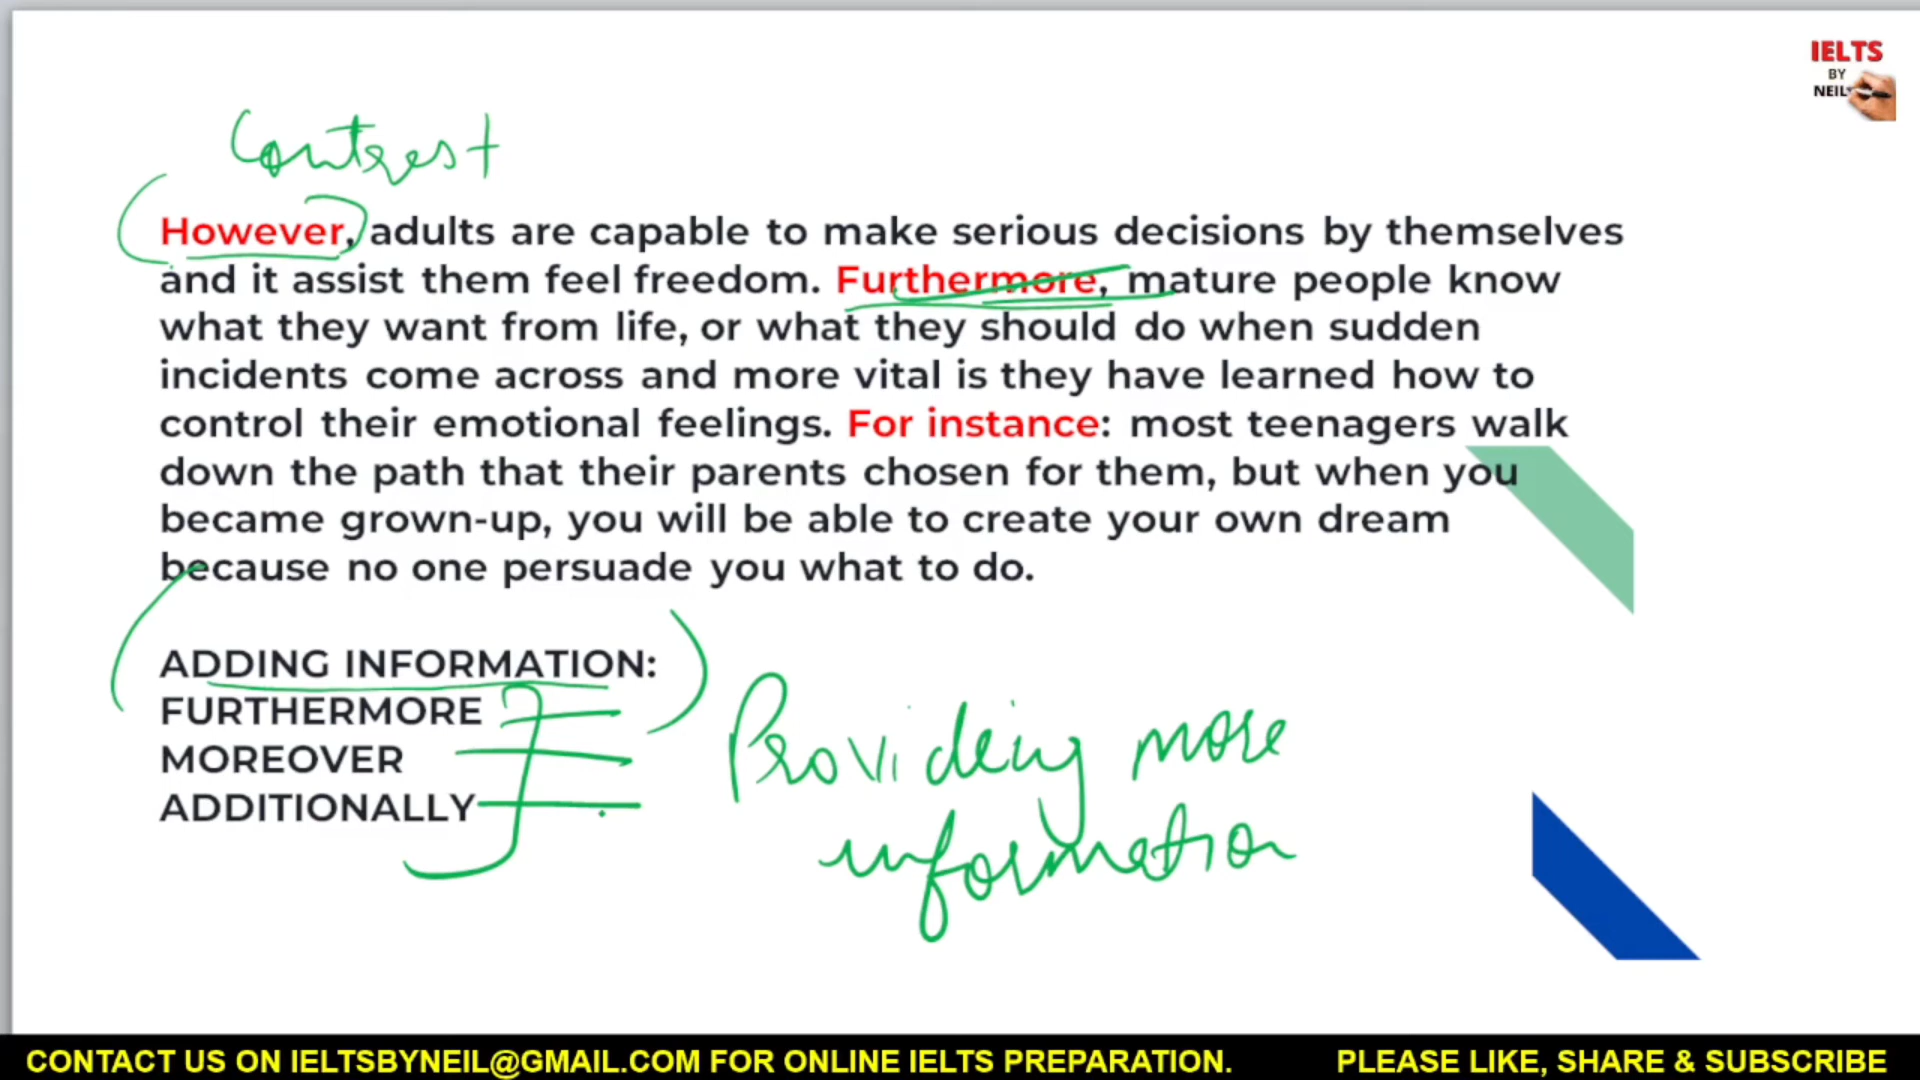 IELTS
BY
NEIL
Contrast
However, adults are capable to make serious decisions by themselves
and it assist them feel freedom. Furthermore, mature people know
what they want from life, or what they should do when sudden
incidents come across and more vital is they have learned how to
control their emotional feelings. For instance: most teenagers walk
down the path that their parents chosen for them, but when you
became grown-up, you will be able to create your own dream
because no one persuade you what to do.
ADDING INFORMATION:
FURTHERMORE
MOREOVER
ADDITIONALLY
Providing more
information
CONTACT US ON IELTSBYNEIL@GMAIL.COM FOR ONLINE IELTS PREPARATION. PLEASE LIKE, SHARE & SUBSCRIBE